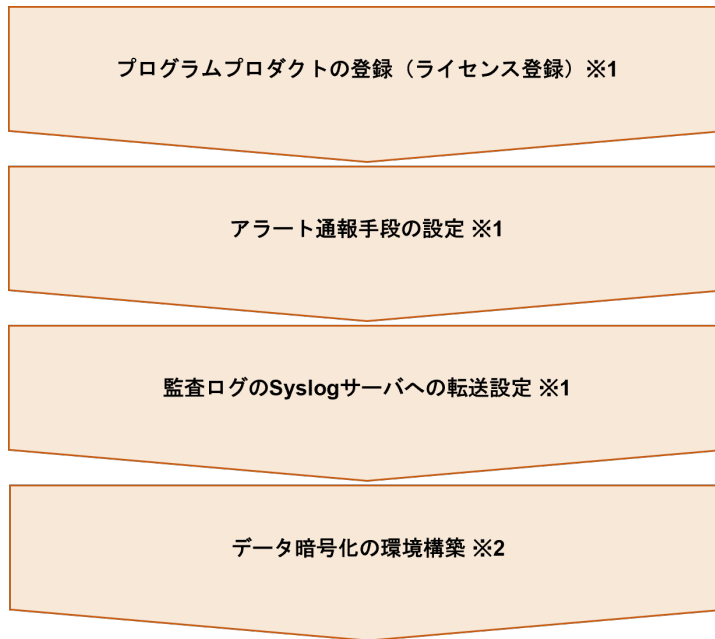 プログラムプロダクトの登録（ライセンス登録）※1
アラート通報手段の設定 ※1
監査ログのSyslogサーバへの転送設定 ※1
データ暗号化の環境構築 ※2